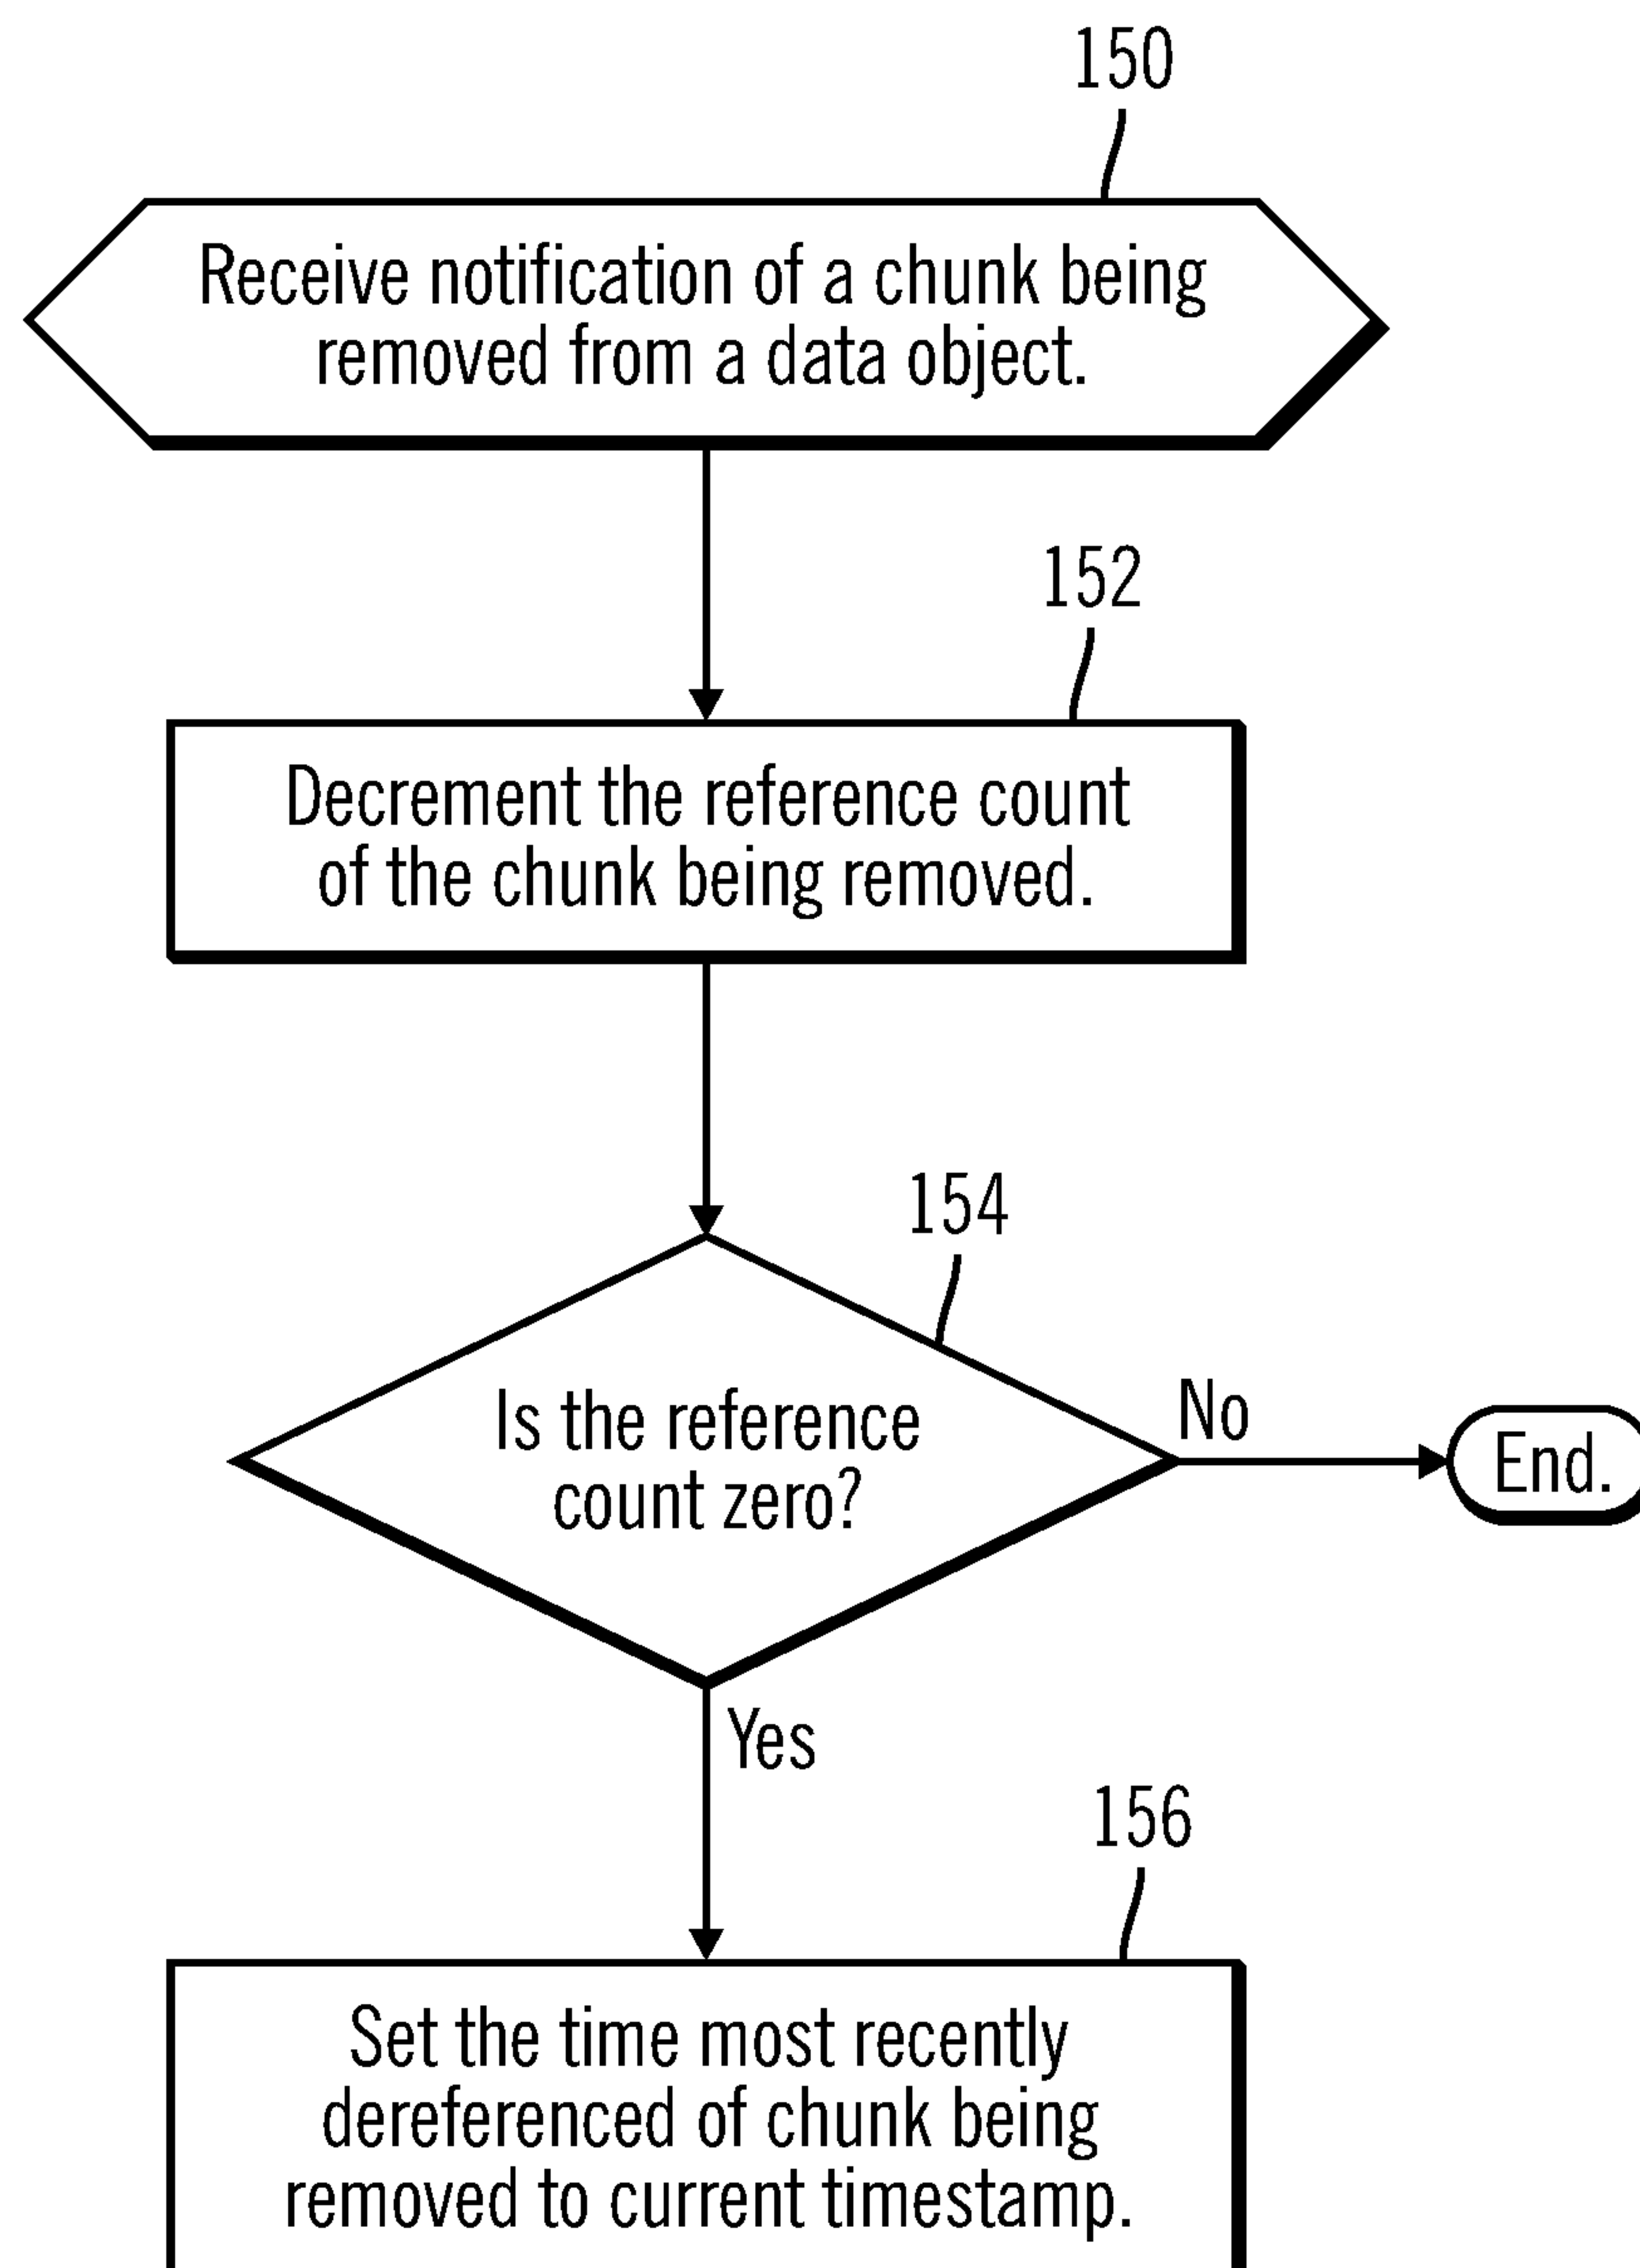 150
Receive notification of a chunk being
removed from a data object.
152
Decrement the reference count
of the chunk being removed.
154
Is the reference
count zero?
No
End.
Yes
156
Set the time most recently
dereferenced of chunk being
removed to current timestamp.